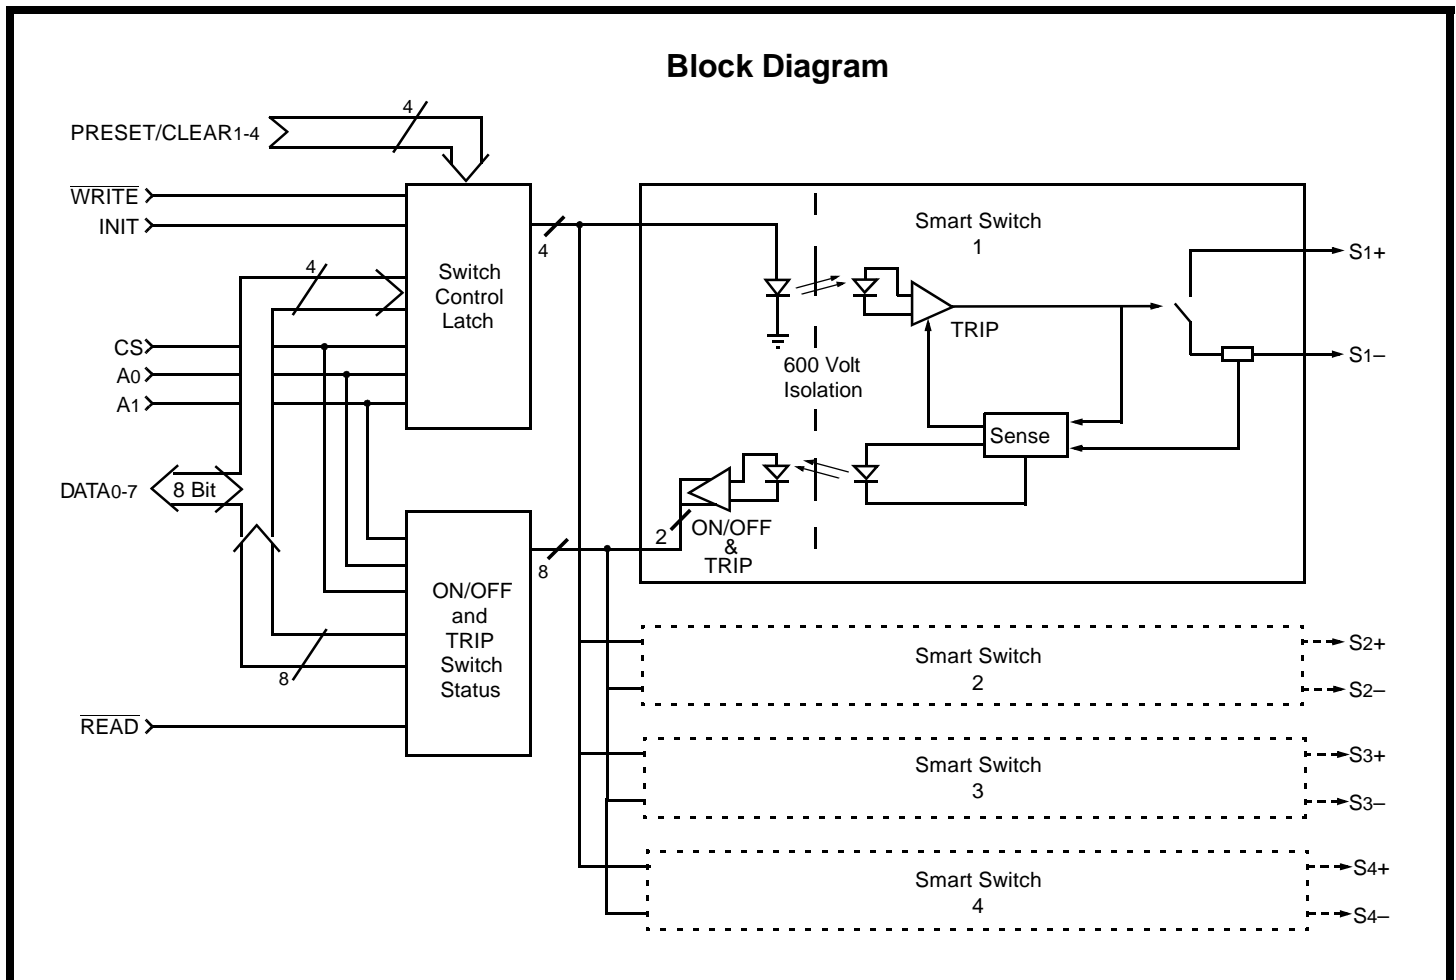 Block Diagram
4
PRESET/CLEAR1-4
WRITE
INIT
4
CS
A0
A1
DATA0-7
8 Bit
8
READ
Switch
Control
Latch
4
ON/OFF
and
TRIP
Switch
Status
8
Smart Switch
1
TRIP
600 Volt
Isolation
Sense
2
ON/OFF
&
TRIP
S1+
S1–
Smart Switch
2
S2+
S2–
Smart Switch
3
S3+
S3–
Smart Switch
4
S4+
S4–